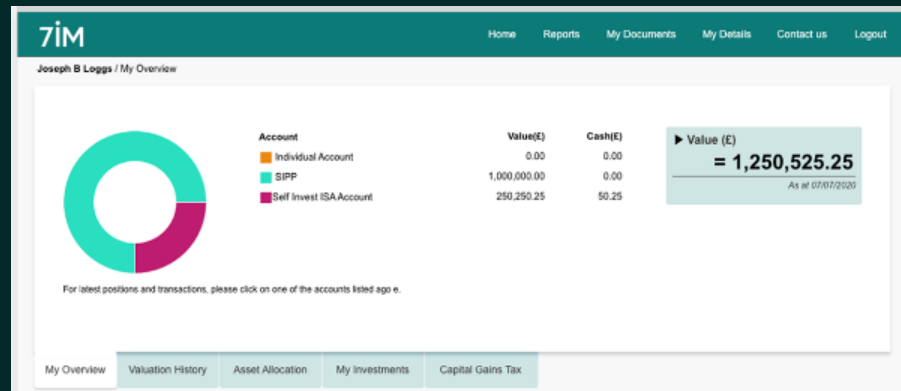 7iM
Home Reports My Documents My Details Contact us Logout
Joseph B Loggs / My Overview
Account Value(£) Cash(£)
Individual Account 0.00 0.00
SIPP 1,000,000.00 0.00
Self Invest ISA Account 250,250.25 50.25
Value (£)
= 1,250,525.25
As at 07/07/2020
For latest positions and transactions, please click on one of the accounts listed ago e.
My Overview Valuation History Asset Allocation My Investments Capital Gains Tax